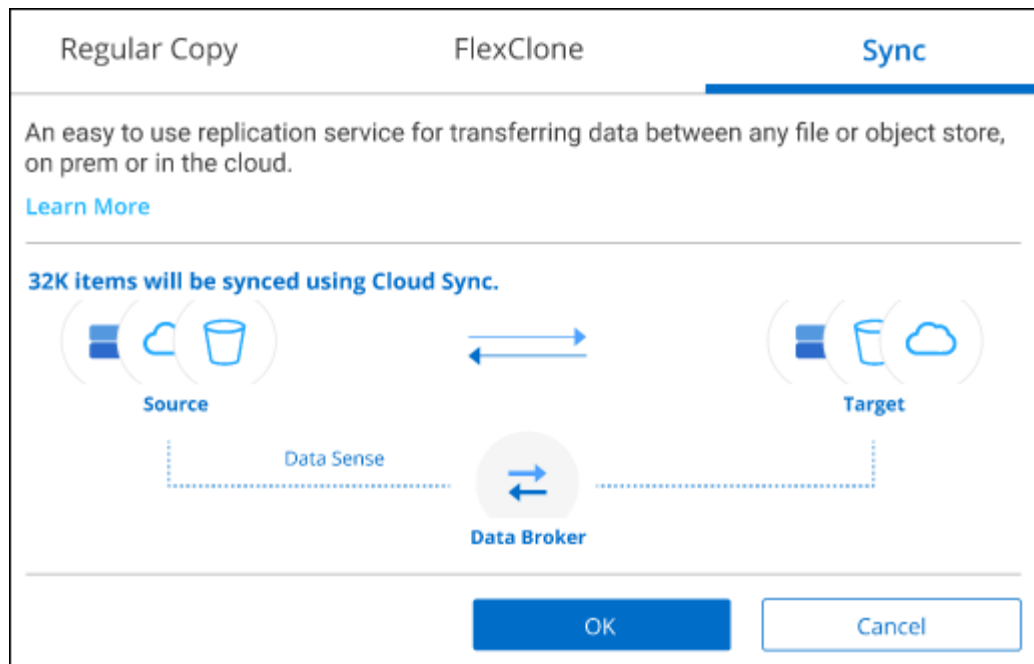 Regular Copy FlexClone Sync
An easy to use replication service for transferring data between any file or object store,
on prem or in the cloud.
Learn More
32K items will be synced using Cloud Sync.
Source Target
Data Sense
Data Broker
OK Cancel